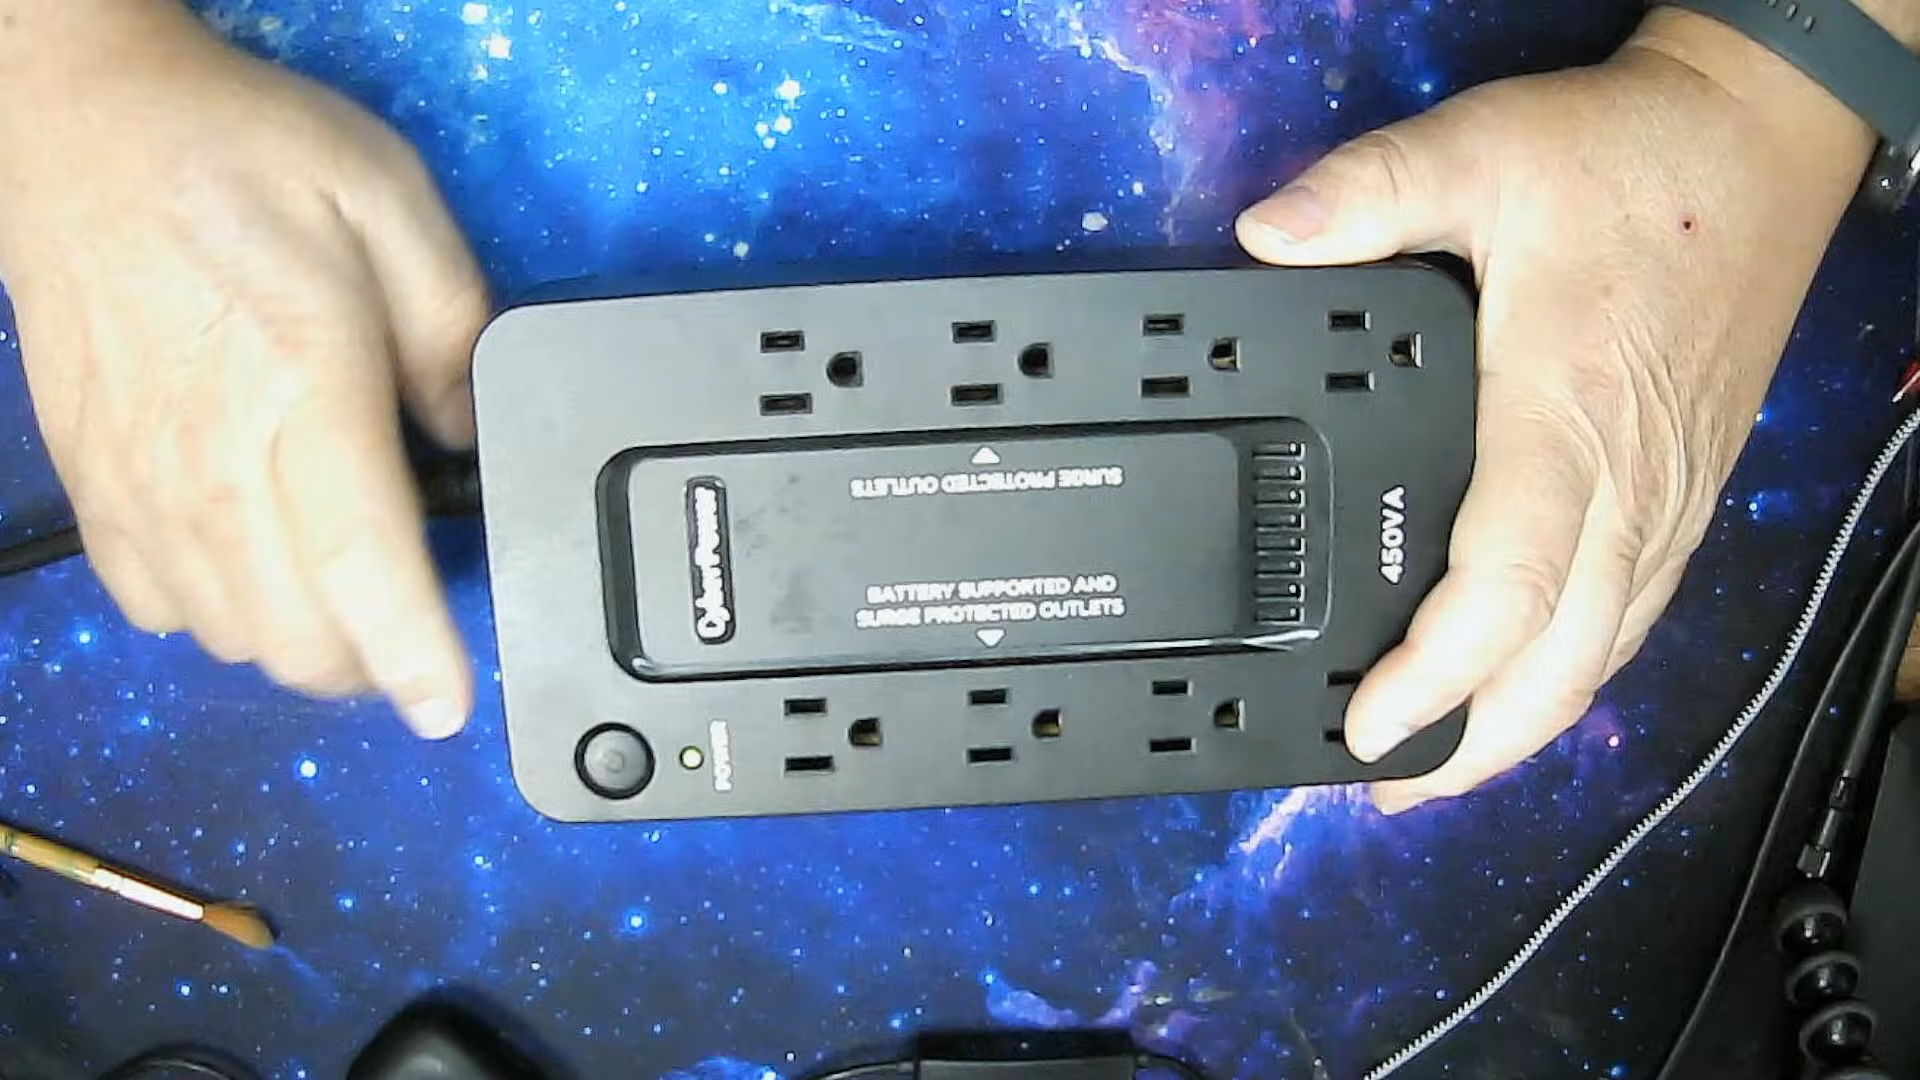 SURGE PROTECTED OUTLETS
CyberPower
BATTERY SUPPORTED AND
SURGE PROTECTED OUTLETS
450VA
POWER